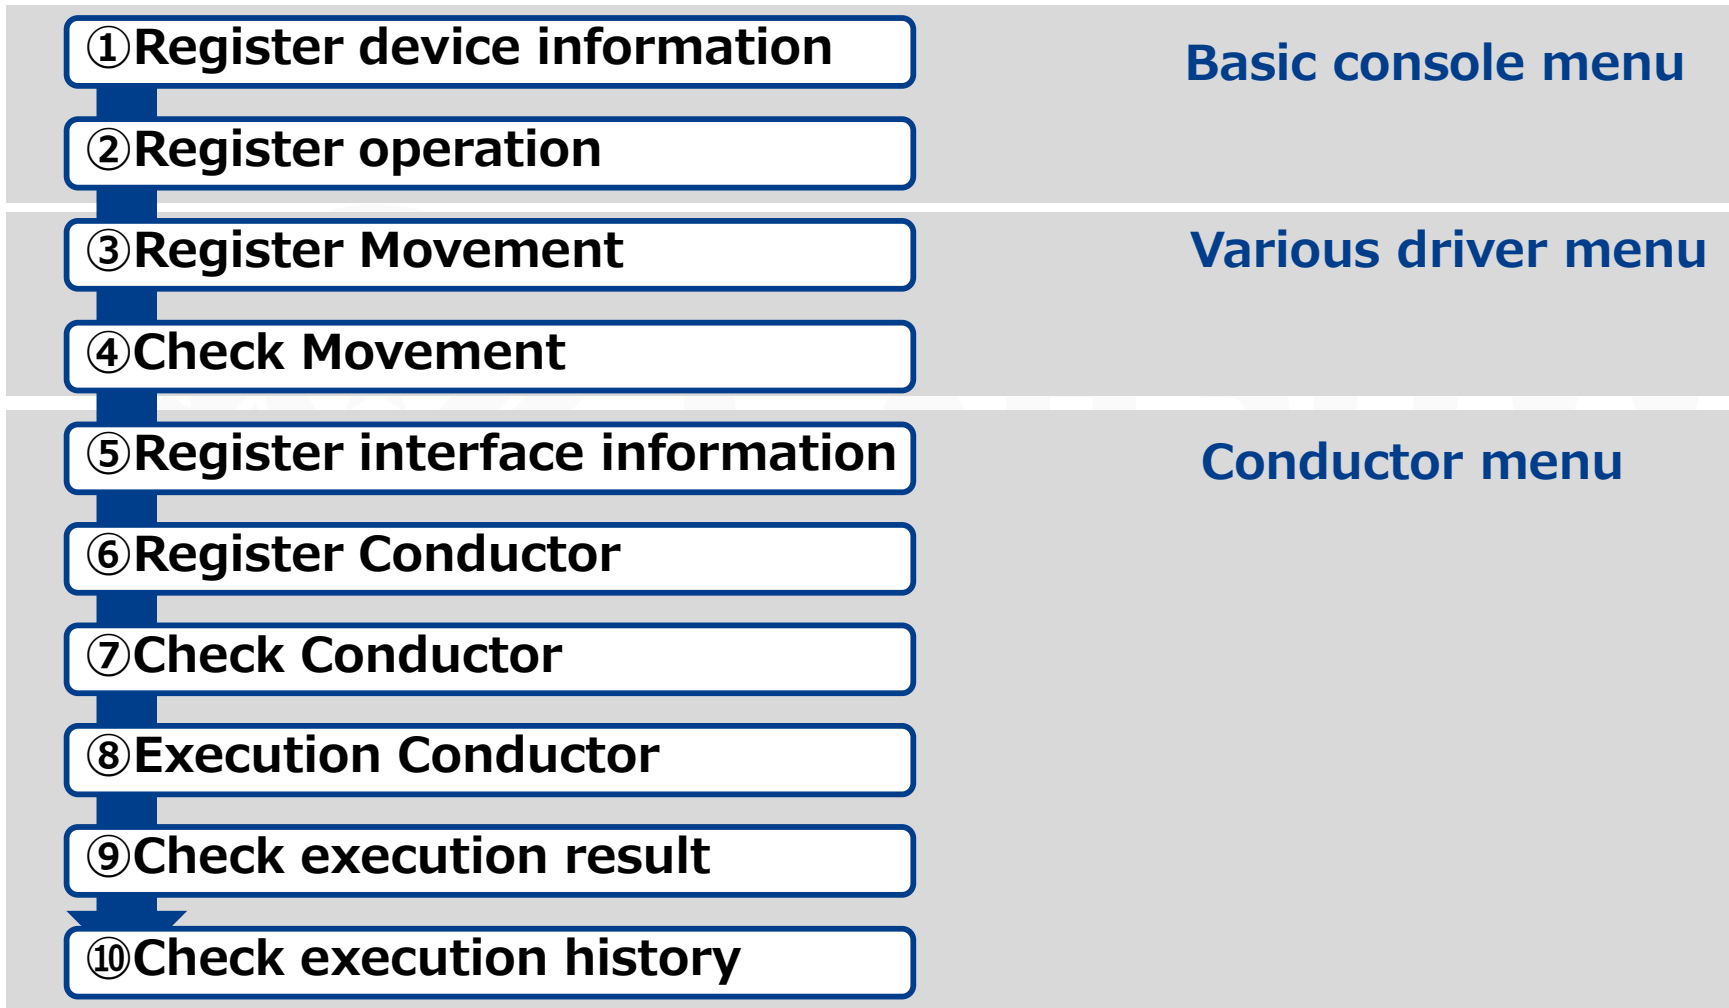 ①Register device information
Basic console menu
②Register operation
③Register Movement
Various driver menu
④Check Movement
⑤Register interface information
Conductor menu
⑥Register Conductor
⑦Check Conductor
⑧Execution Conductor
⑨Check execution result
⑩Check execution history